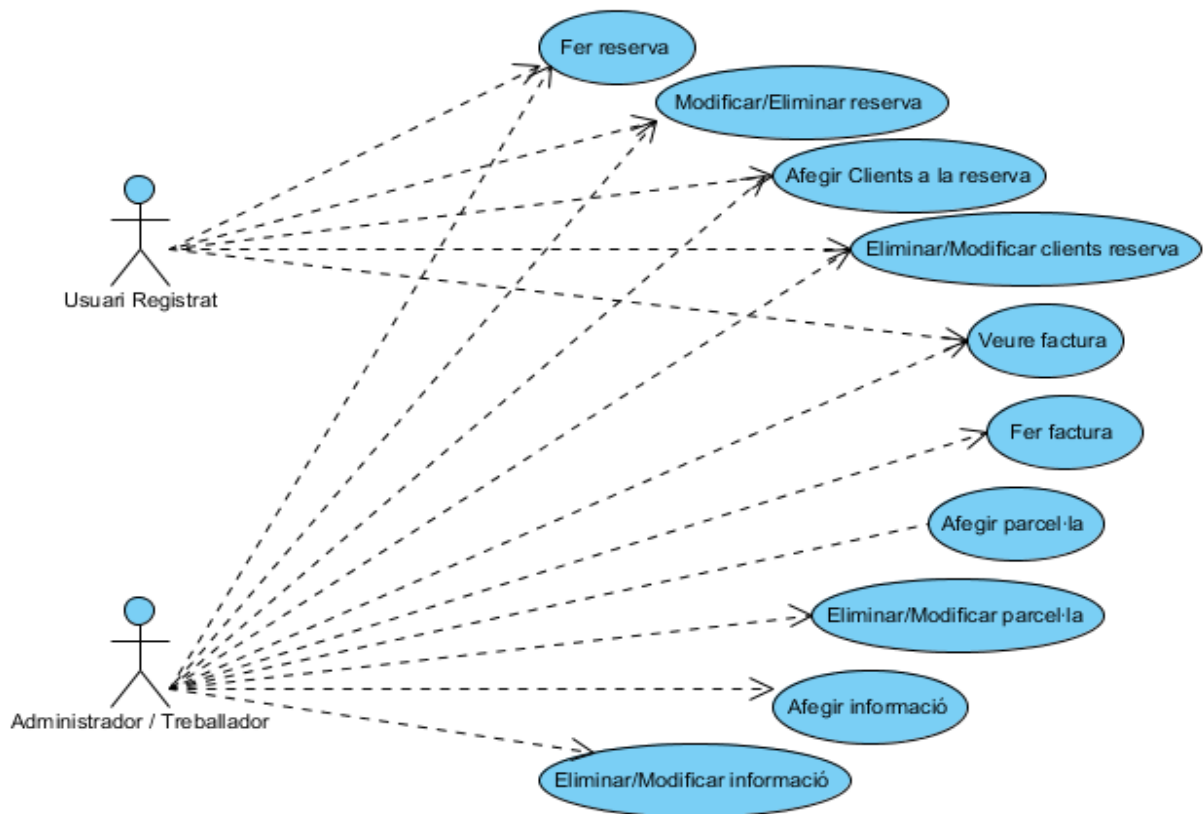 Fer reserva
Modificar/Eliminar reserva
Afegir Clients a la reserva
Eliminar/Modificar clients reserva
Usuari Registrat
Veure factura
Fer factura
Afegir parcel·la
Eliminar/Modificar parcel·la
Afegir informació
Administrador / Treballador
Eliminar/Modificar informació